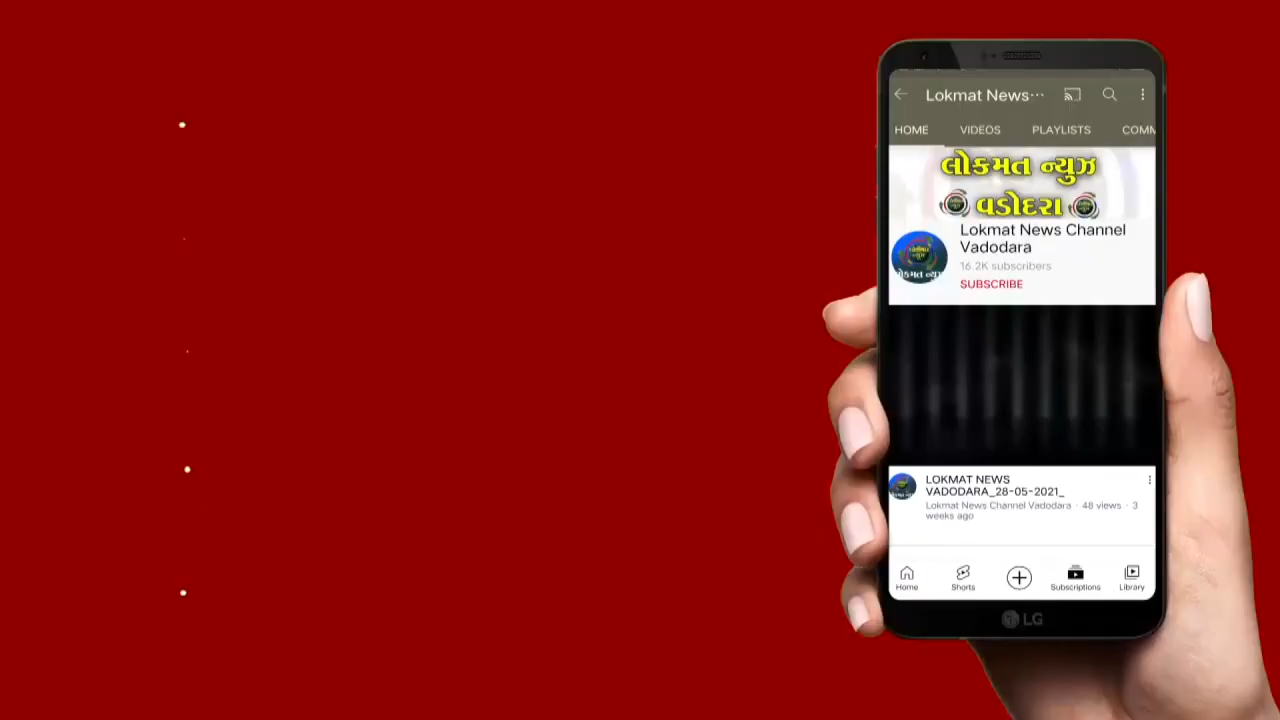 Lokmat News···
HOME VIDEOS PLAYLISTS COMM
લોકમત ન્યુઝ
વડોદરા
Lokmat News Channel
Vadodara
16.2K subscribers
SUBSCRIBE
લોકમત ન્યુઝ
LOKMAT NEWS
VADODARA_28-05-2021_
Lokmat News Channel Vadodara · 48 views · 3
weeks ago
Home Shorts Subscriptions Library
LG